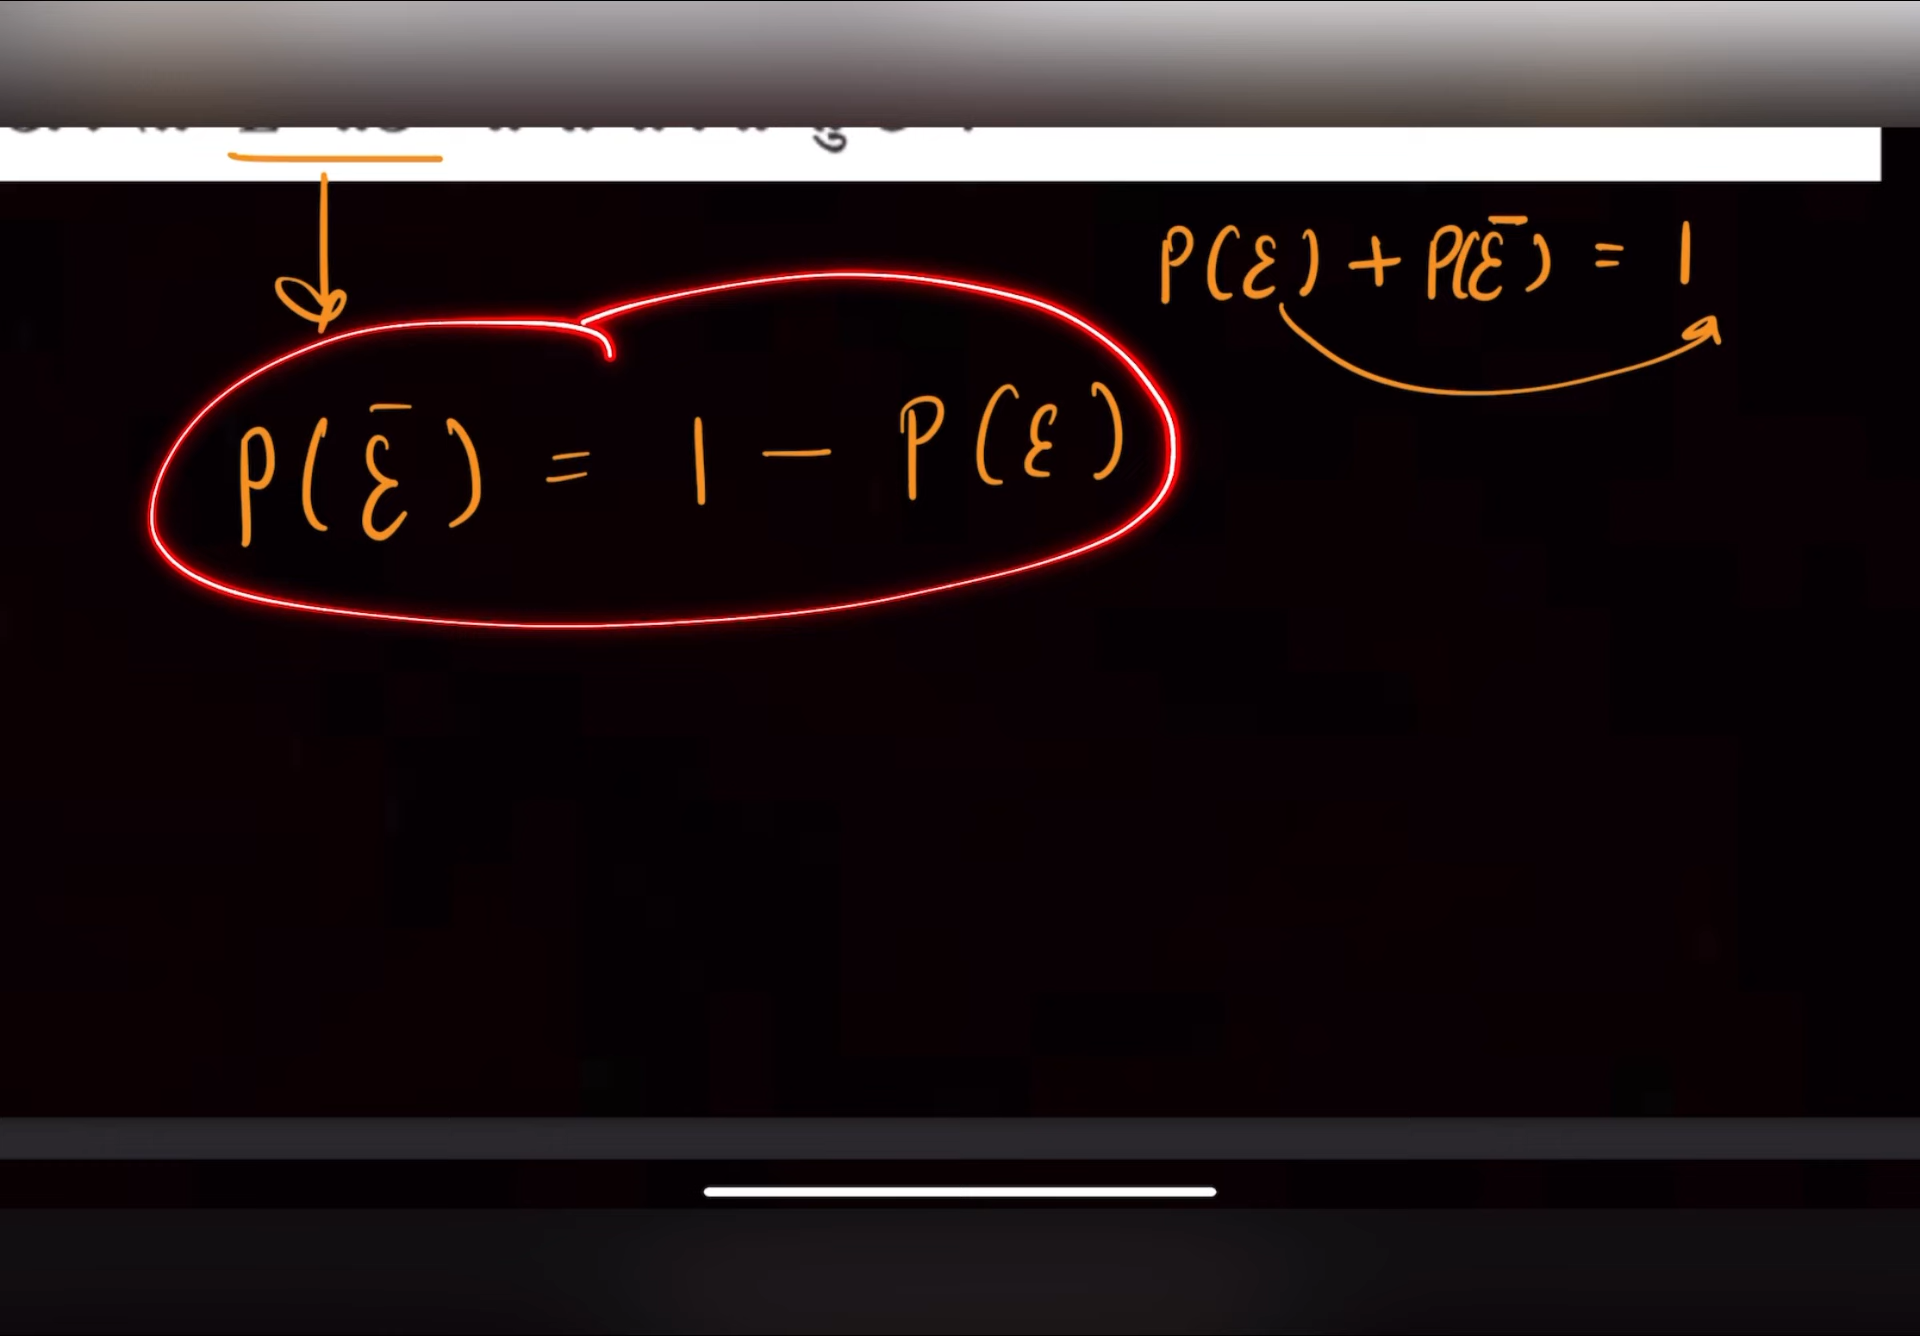 P(ε) + P(ε̅) = 1
P(ε̅) = 1 − P(ε)